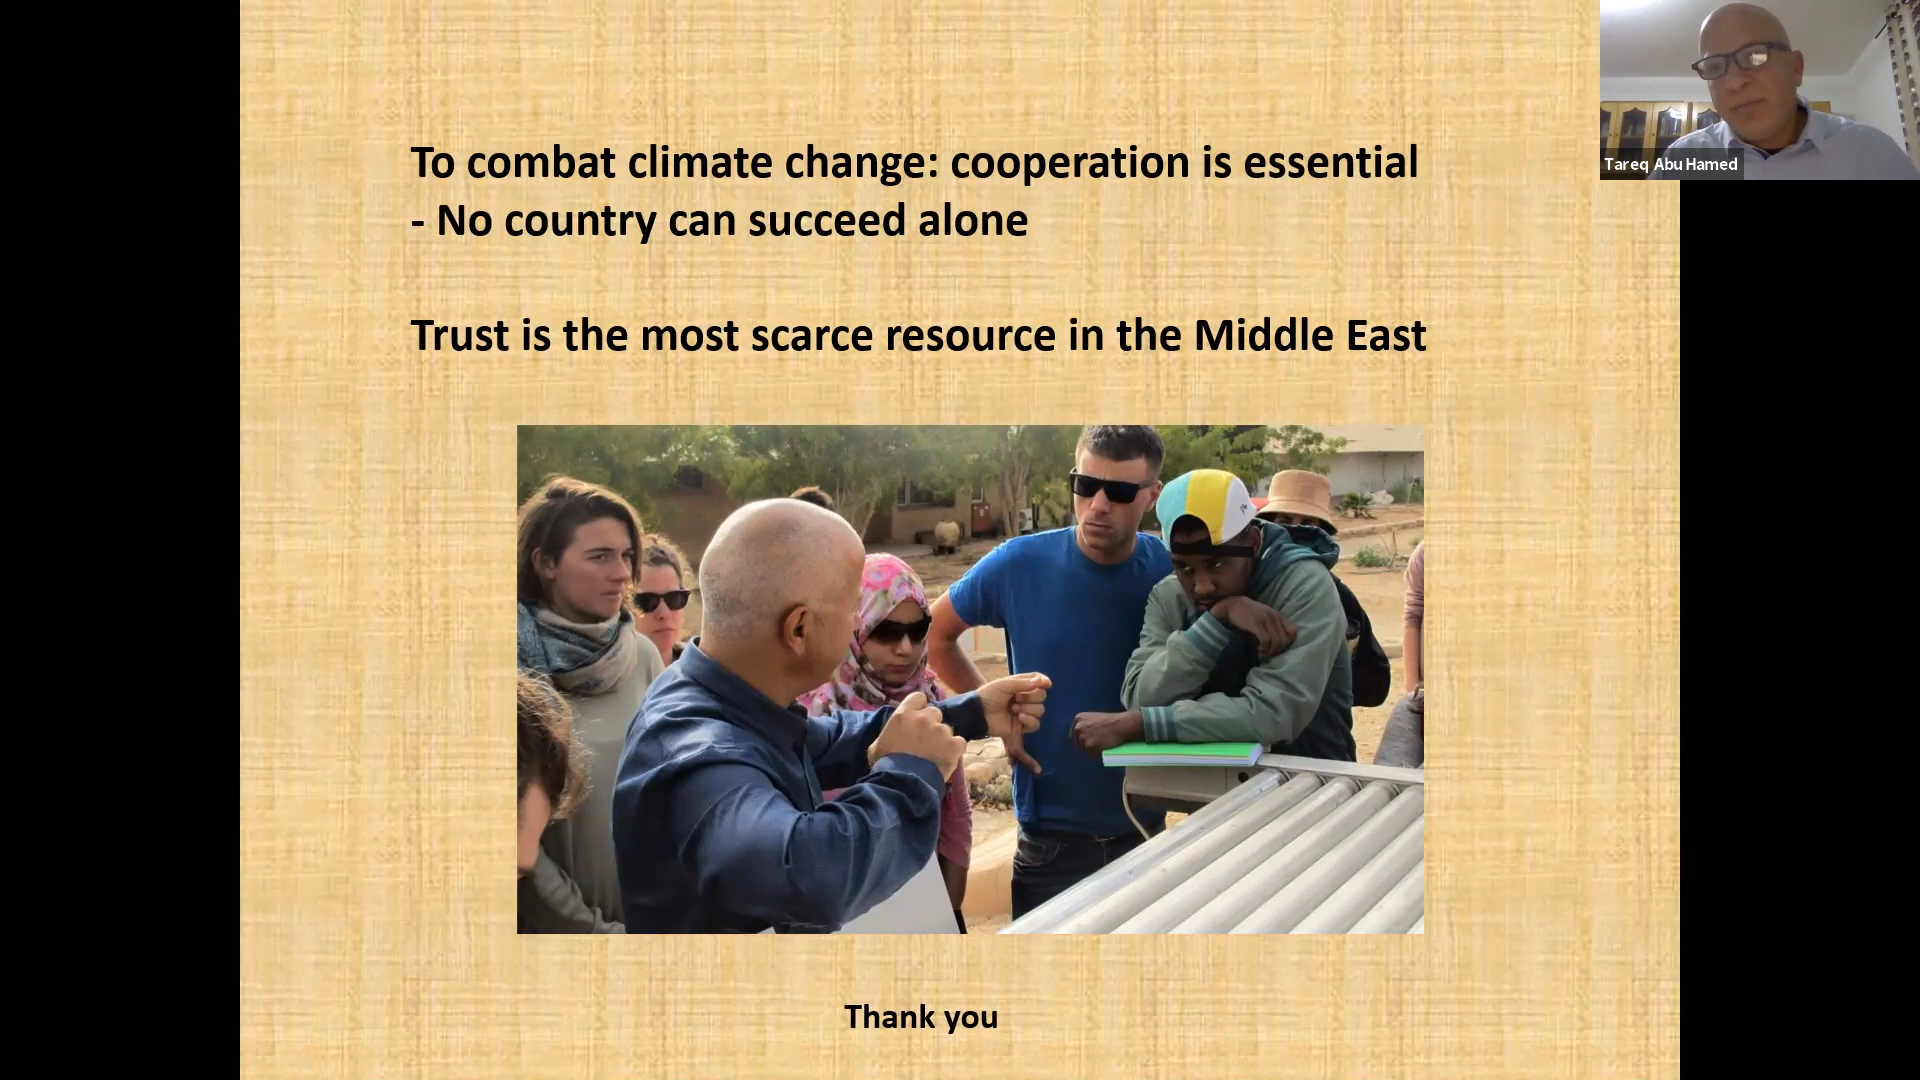 To combat climate change: cooperation is essential
- No country can succeed alone
Trust is the most scarce resource in the Middle East
Tareq Abu Hamed
Thank you